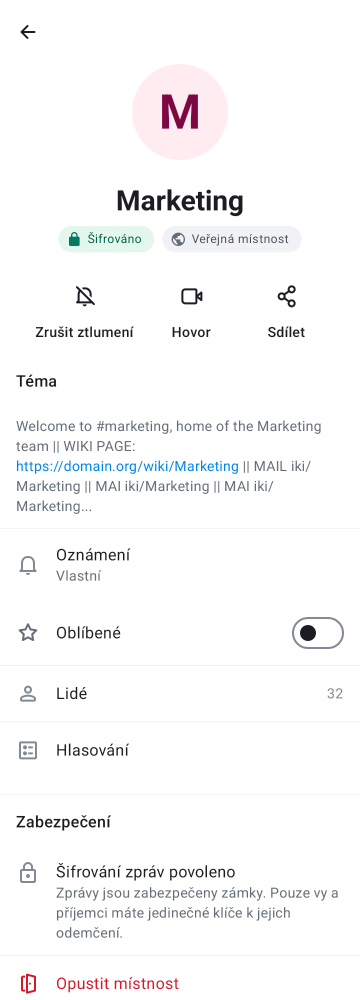 M
Marketing
Šifrováno
Veřejná místnost
Zrušit ztlumení
Hovor
Sdílet
Téma
Welcome to #marketing, home of the Marketing
team || WIKI PAGE:
https://domain.org/wiki/Marketing || MAIL iki/
Marketing || MAI iki/Marketing || MAI iki/
Marketing...
Oznámení
Vlastní
Oblíbené
Lidé
32
Hlasování
Zabezpečení
Šifrování zpráv povoleno
Zprávy jsou zabezpečeny zámky. Pouze vy a
příjemci máte jedinečné klíče k jejich
odemčení.
Opustit místnost